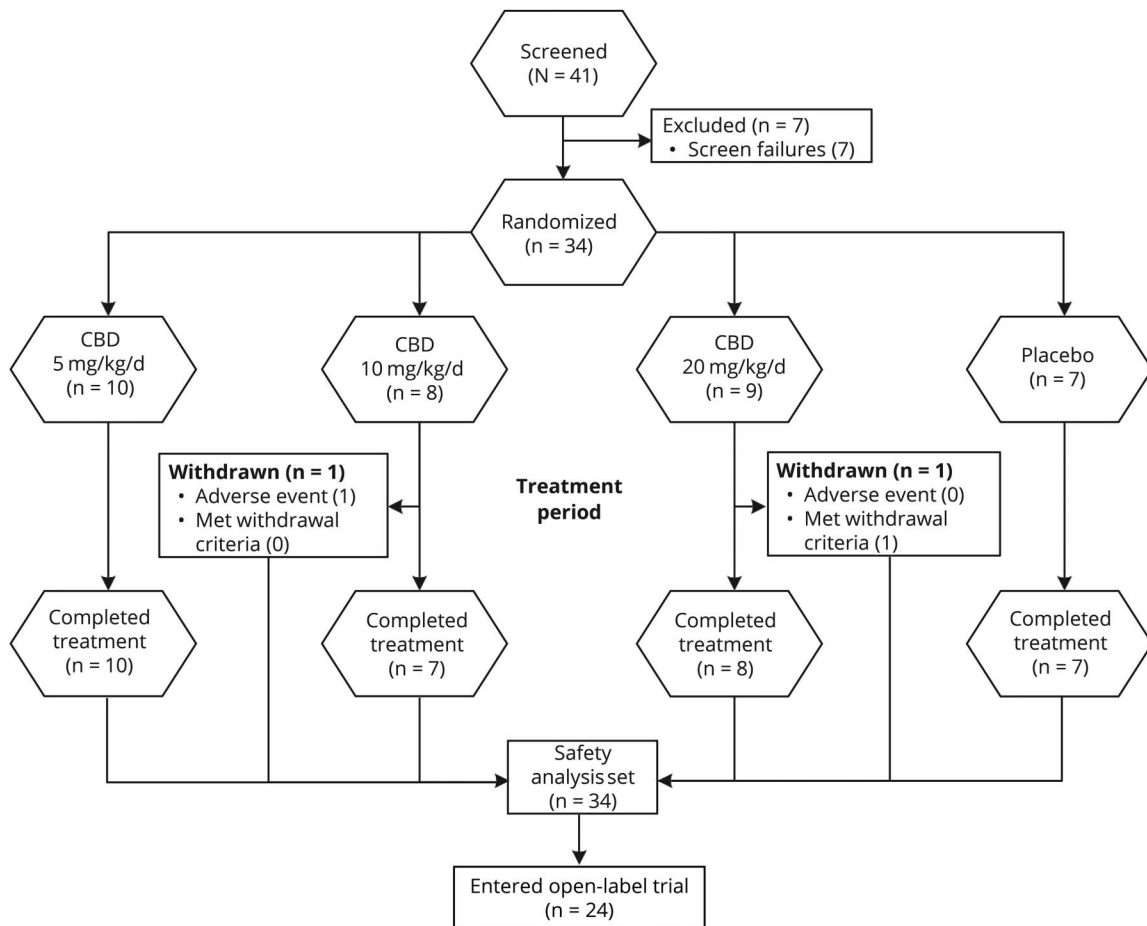 Screened
(N = 41)
Excluded (n = 7)
• Screen failures (7)
Randomized
(n = 34)
CBD
5 mg/kg/d
(n = 10)
CBD
10 mg/kg/d
(n = 8)
CBD
20 mg/kg/d
(n = 9)
Placebo
(n = 7)
Withdrawn (n = 1)
• Adverse event (1)
• Met withdrawal
criteria (0)
Treatment
period
Withdrawn (n = 1)
• Adverse event (0)
• Met withdrawal
criteria (1)
Completed
treatment
(n = 10)
Completed
treatment
(n = 7)
Completed
treatment
(n = 8)
Completed
treatment
(n = 7)
Safety
analysis set
(n = 34)
Entered open-label trial
(n = 24)